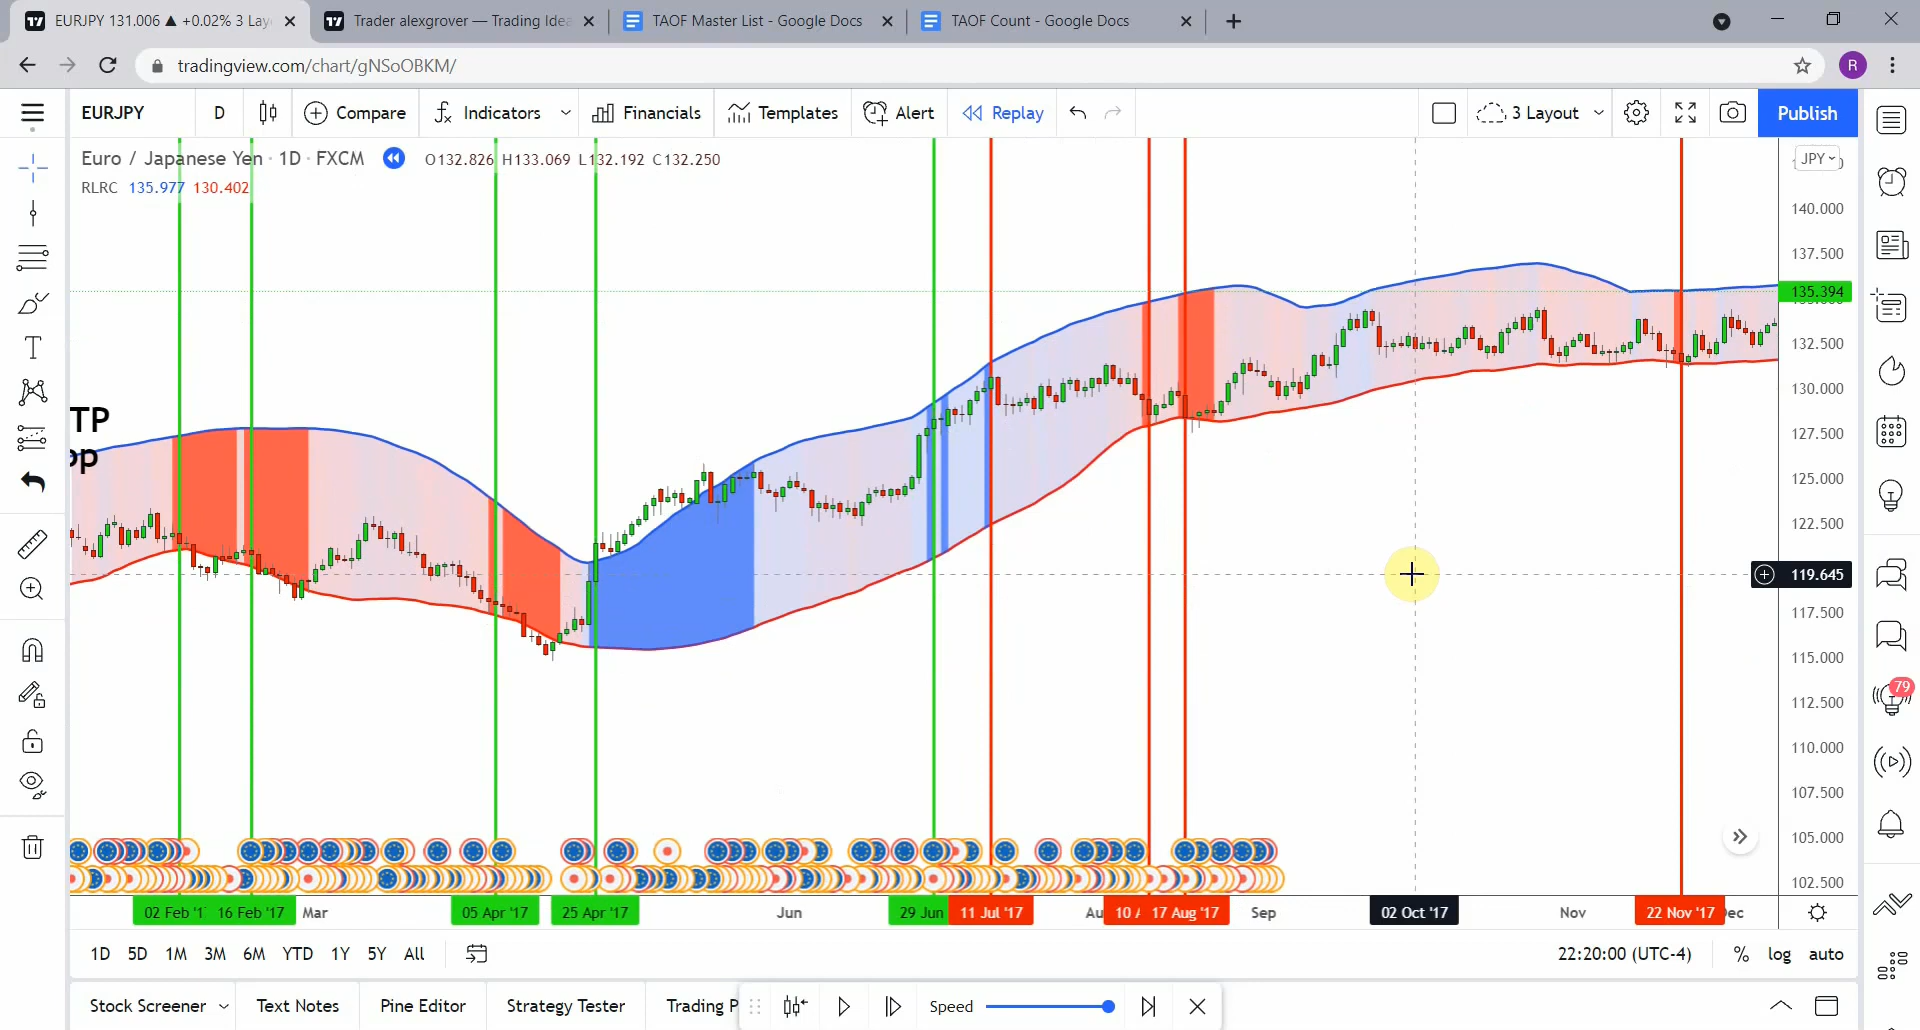 EURJPY 131.006 ▲ +0.02% 3 Lay
Trader alexgrover — Trading Idea
TAOF Master List - Google Docs
TAOF Count - Google Docs
tradingview.com/chart/gNSoOBKM/
R
EURJPY
D
Compare
Indicators
Financials
Templates
Alert
Replay
3 Layout
Publish
Euro / Japanese Yen · 1D · FXCM
O132.826 H133.069 L132.192 C132.250
JPY
RLRC 135.977 130.402
140.000
137.500
135.394
132.500
130.000
127.500
125.000
122.500
119.645
117.500
115.000
112.500
110.000
107.500
105.000
102.500
TP
pp
79
02 Feb '1 16 Feb '17 Mar 05 Apr '17 25 Apr '17 Jun 29 Jun 11 Jul '17 Au 10 17 Aug '17 Sep 02 Oct '17 Nov 22 Nov '17 Dec
1D 5D 1M 3M 6M YTD 1Y 5Y All
22:20:00 (UTC-4) % log auto
Stock Screener Text Notes Pine Editor Strategy Tester Trading P
Speed